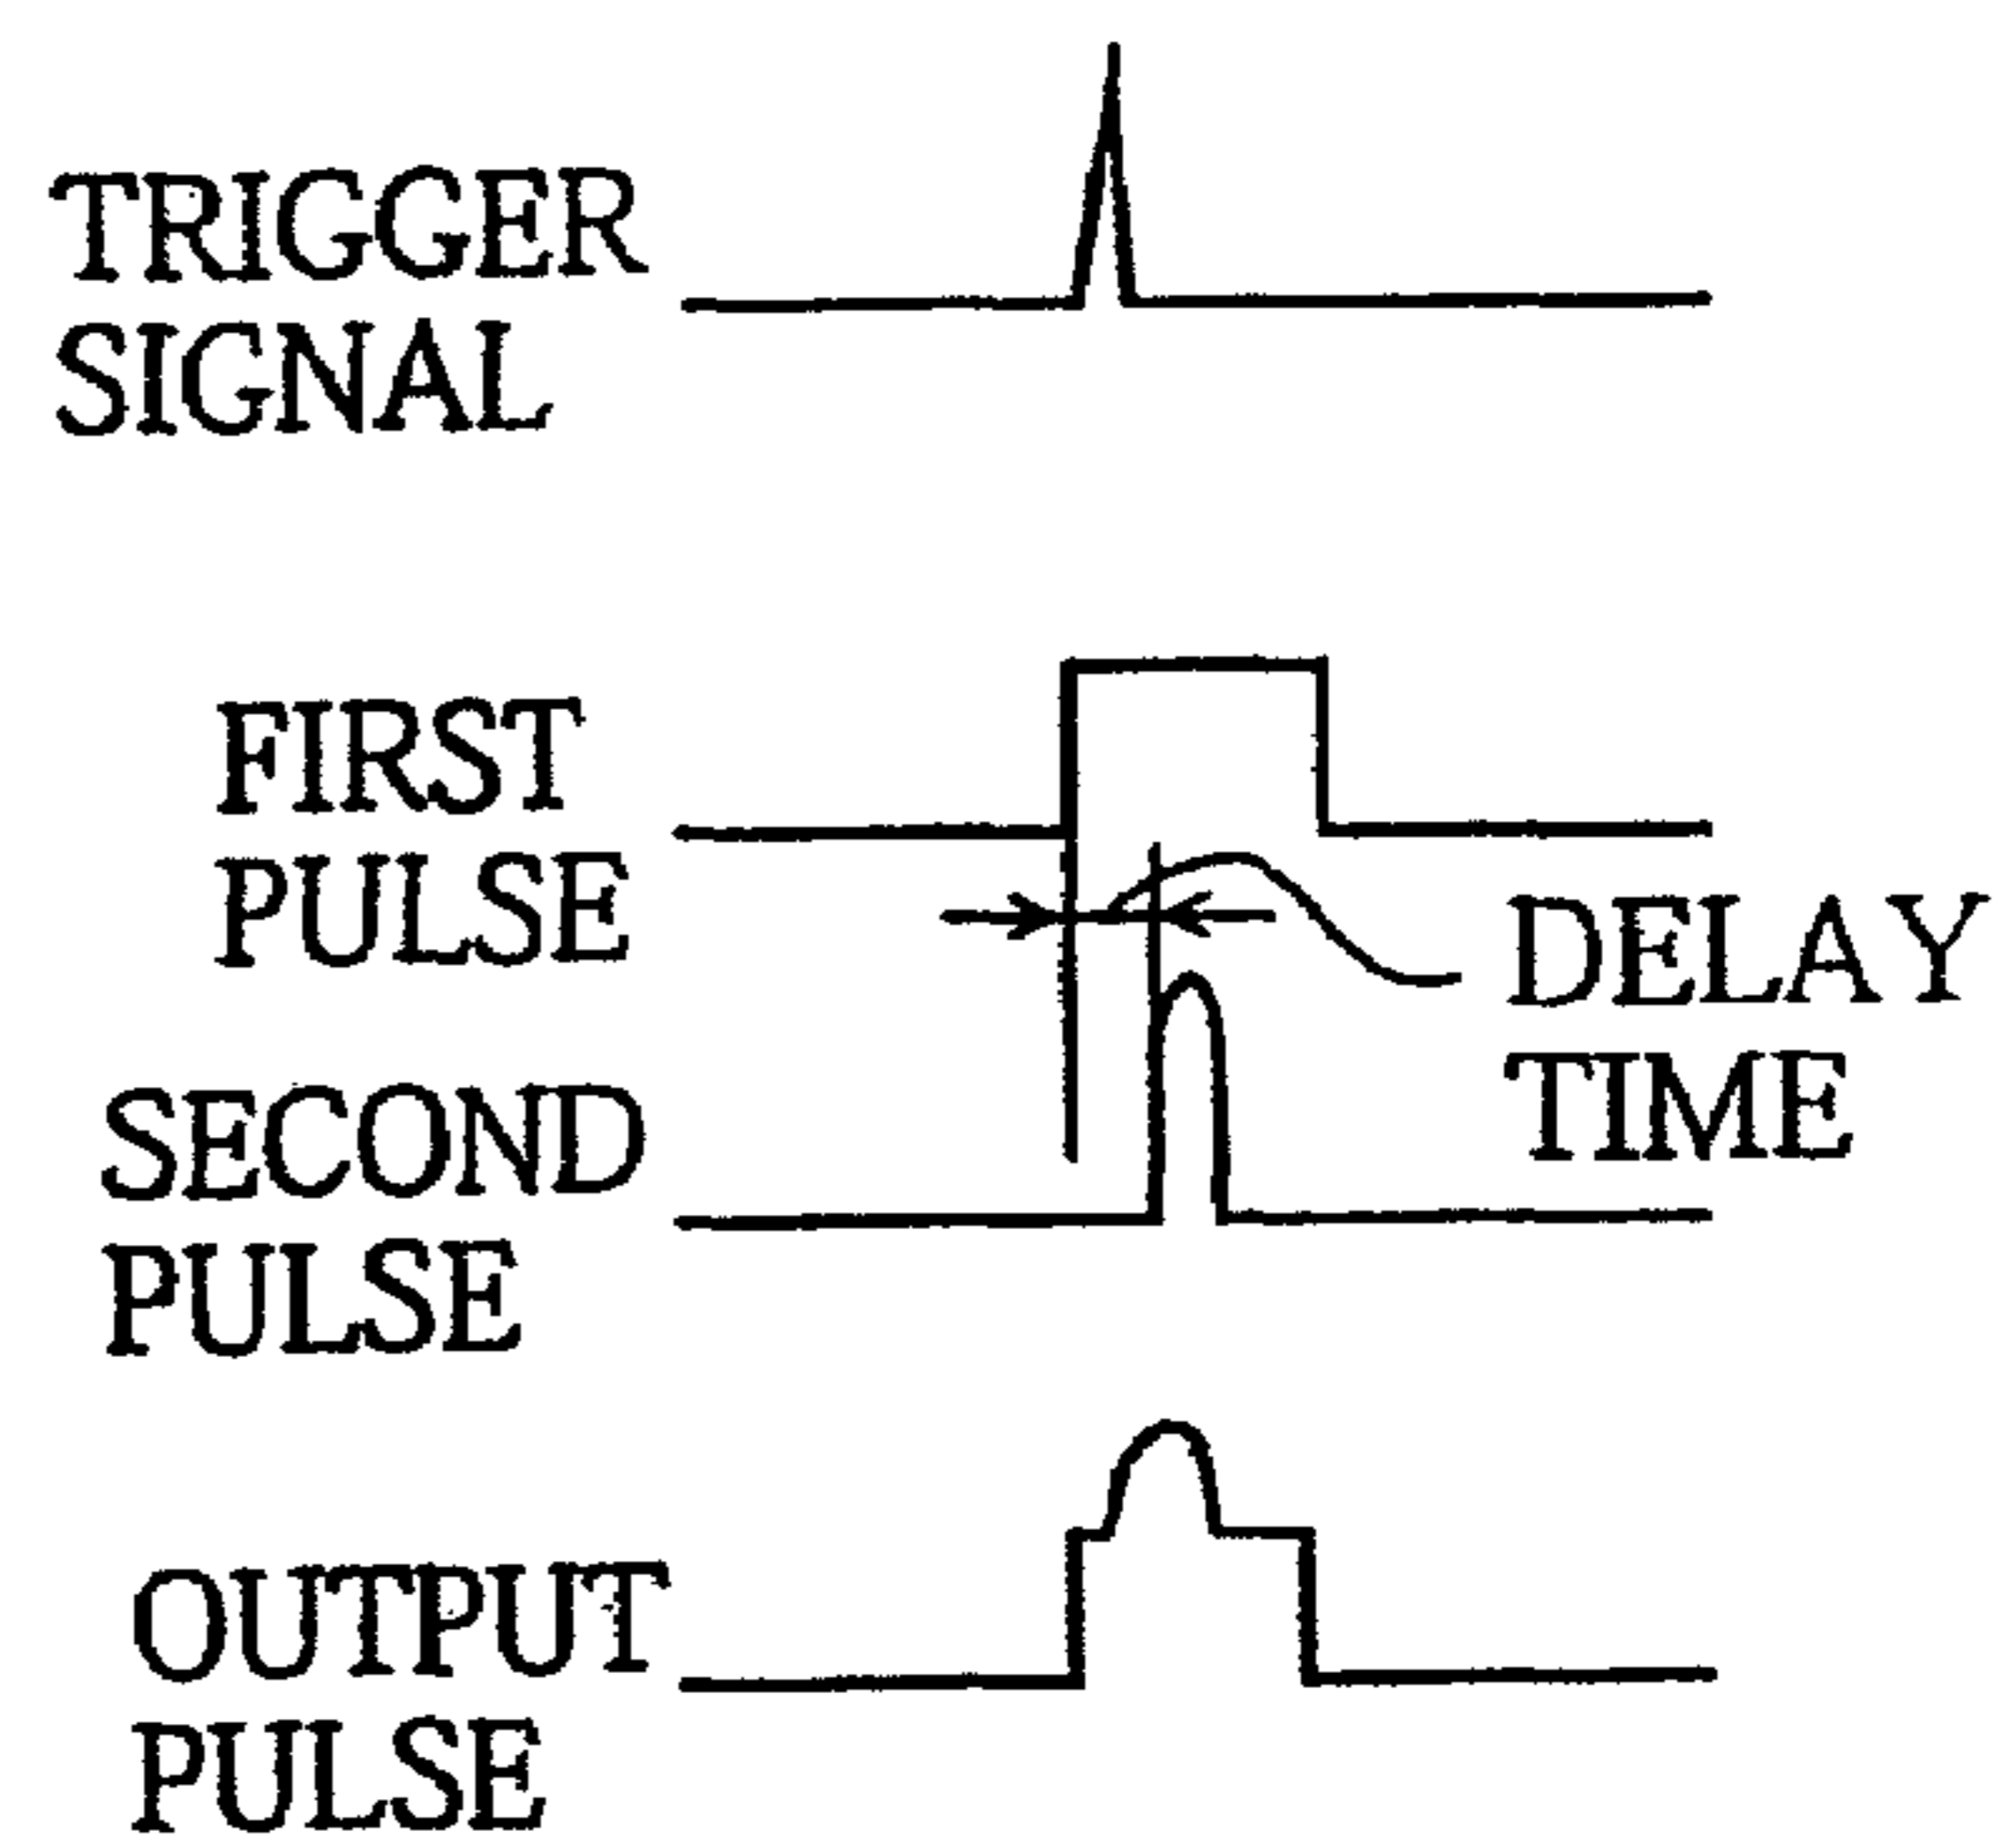 TRIGGER
SIGNAL
FIRST
PULSE
DELAY
TIME
SECOND
PULSE
OUTPUT
PULSE